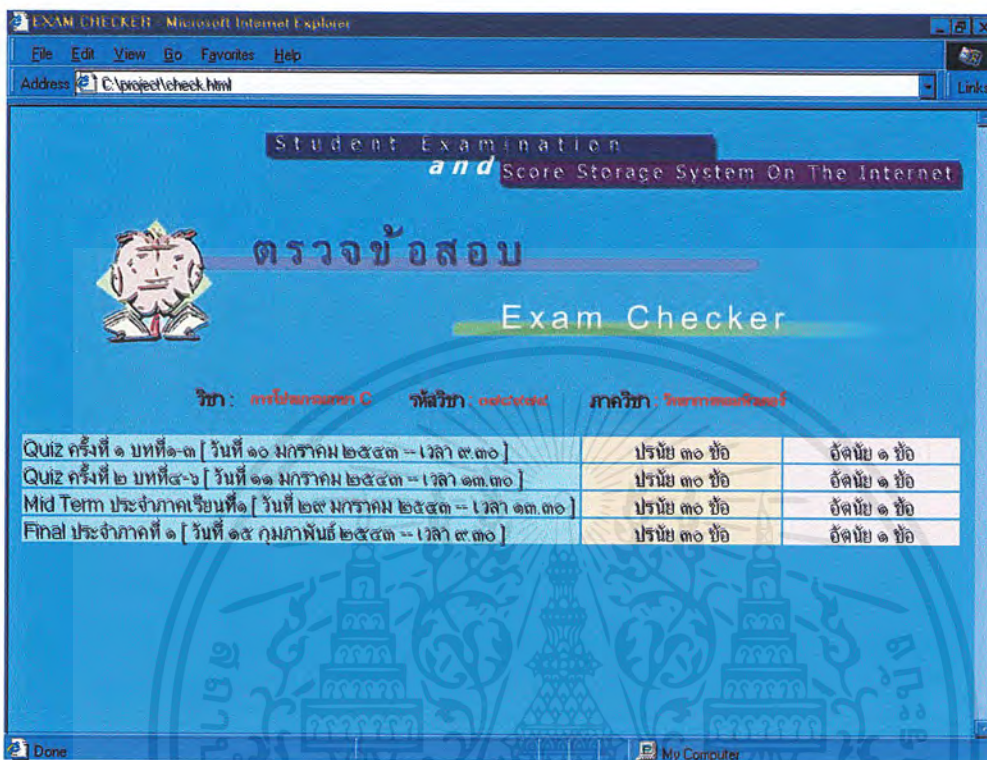 EXAM CHECKER - Microsoft Internet Explorer
File Edit View Go Favorites Help
Address C:\project\check.html Links
Student Examination
and Score Storage System On The Internet
ตรวจข้อสอบ
Exam Checker
วิชา : C รหัสวิชา : ภาควิชา :
Quiz ครั้งที่ ๑ บทที่๑-๓ [ วันที่ ๑๐ มกราคม ๒๕๔๓ -- เวลา ๙.๓๐ ] ปรนัย ๓๐ ข้อ อัตนัย ๑ ข้อ
Quiz ครั้งที่ ๒ บทที่๔-๖ [ วันที่ ๑๑ มกราคม ๒๕๔๓ -- เวลา ๑๓.๓๐ ] ปรนัย ๓๐ ข้อ อัตนัย ๑ ข้อ
Mid Term ประจำภาคเรียนที่๑ [ วันที่ ๒๙ มกราคม ๒๕๔๓ -- เวลา ๑๓.๓๐ ] ปรนัย ๓๐ ข้อ อัตนัย ๑ ข้อ
Final ประจำภาคที่ ๑ [ วันที่ ๑๕ กุมภาพันธ์ ๒๕๔๓ -- เวลา ๙.๓๐ ] ปรนัย ๓๐ ข้อ อัตนัย ๑ ข้อ
Done My Computer